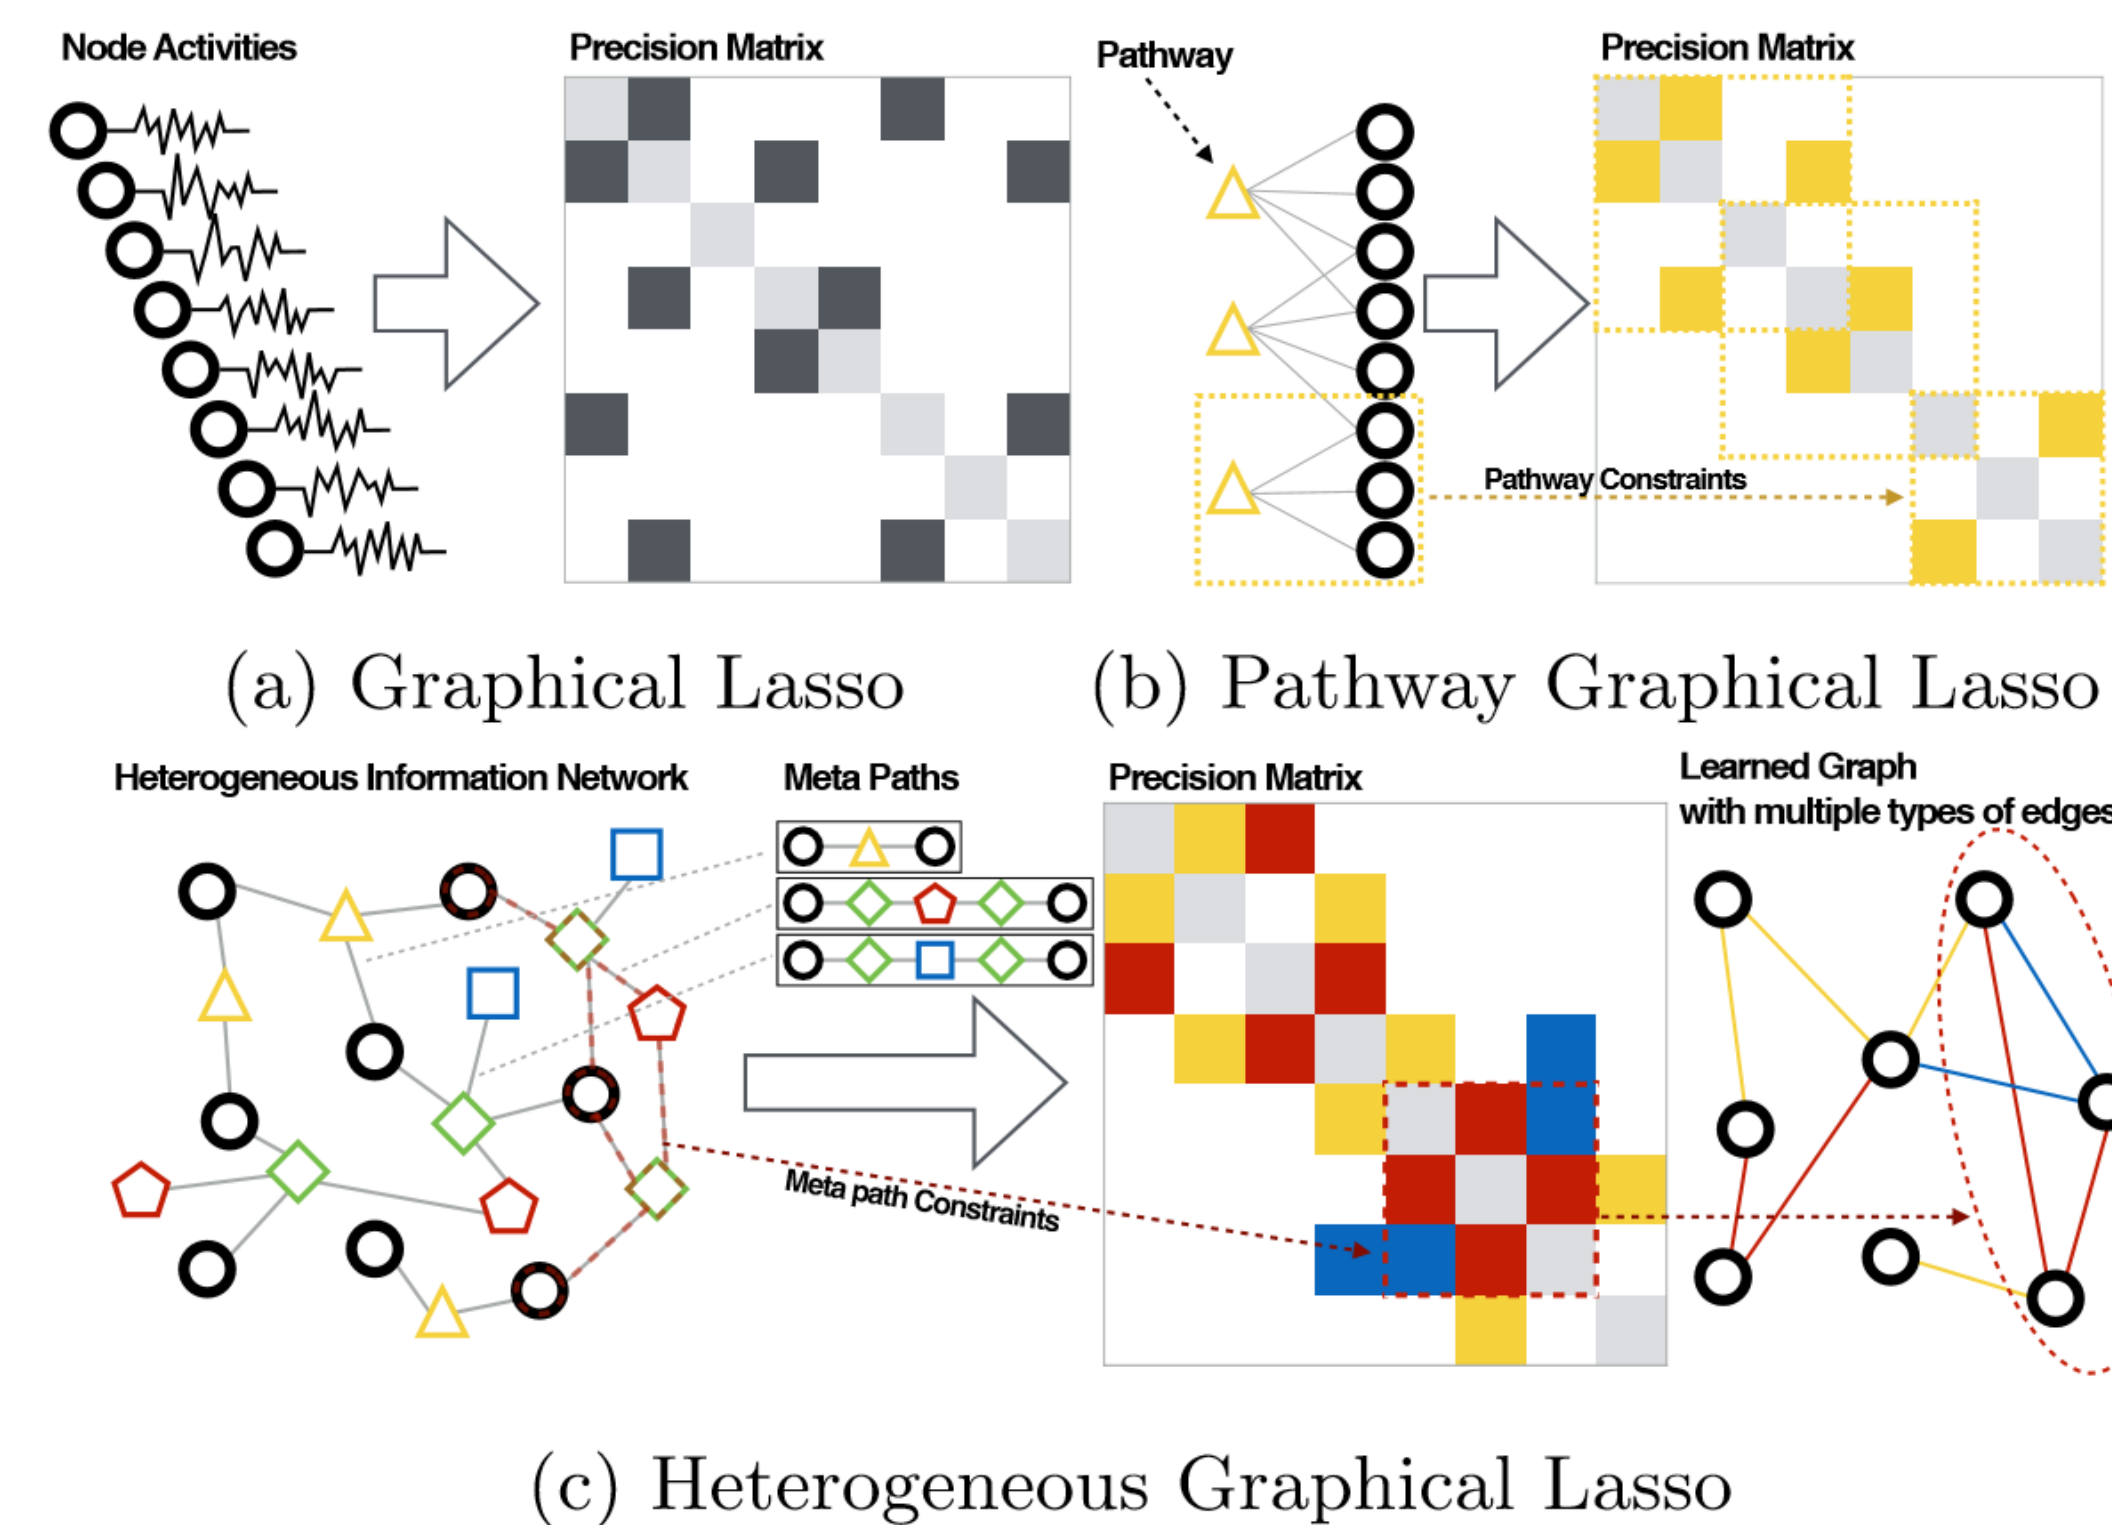 Node Activities
Precision Matrix
Pathway
Precision Matrix
Pathway Constraints
(a) Graphical Lasso
(b) Pathway Graphical Lasso
Heterogeneous Information Network
Meta Paths
Precision Matrix
Learned Graph
with multiple types of edges
Meta path Constraints
(c) Heterogeneous Graphical Lasso